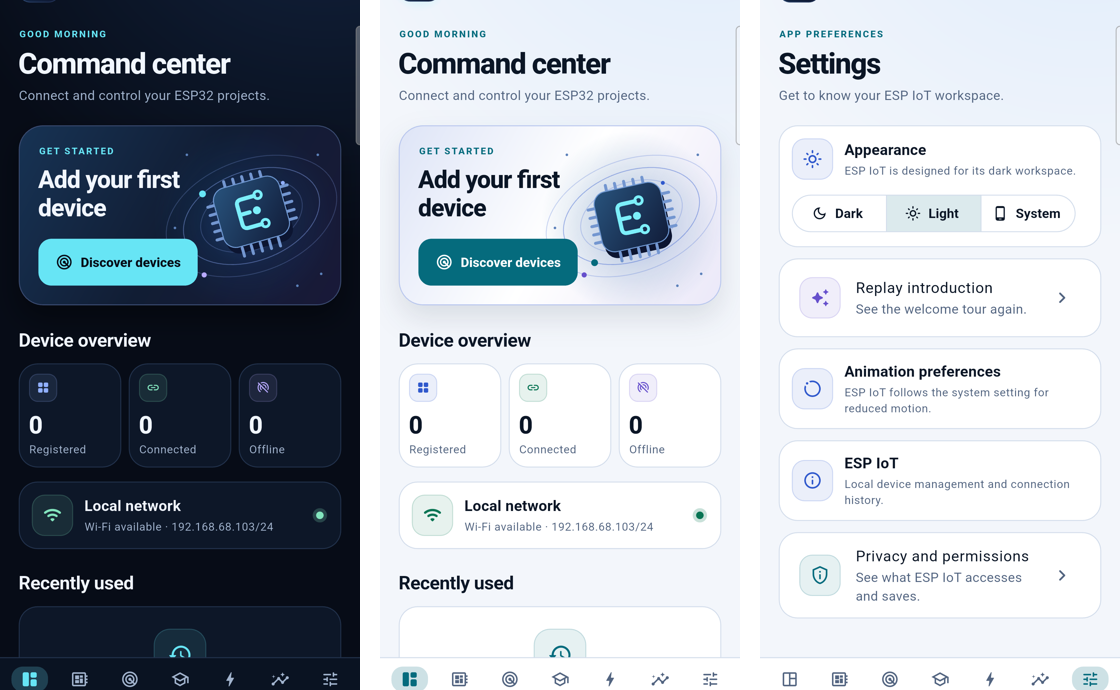 GOOD MORNING
Command center
Connect and control your ESP32 projects.
GET STARTED
Add your first
device
Discover devices
Device overview
0
Registered
0
Connected
0
Offline
Local network
Wi-Fi available · 192.168.68.103/24
Recently used
GOOD MORNING
Command center
Connect and control your ESP32 projects.
GET STARTED
Add your first
device
Discover devices
Device overview
0
Registered
0
Connected
0
Offline
Local network
Wi-Fi available · 192.168.68.103/24
Recently used
APP PREFERENCES
Settings
Get to know your ESP IoT workspace.
Appearance
ESP IoT is designed for its dark workspace.
Dark
Light
System
Replay introduction
See the welcome tour again.
Animation preferences
ESP IoT follows the system setting for
reduced motion.
ESP IoT
Local device management and connection
history.
Privacy and permissions
See what ESP IoT accesses
and saves.